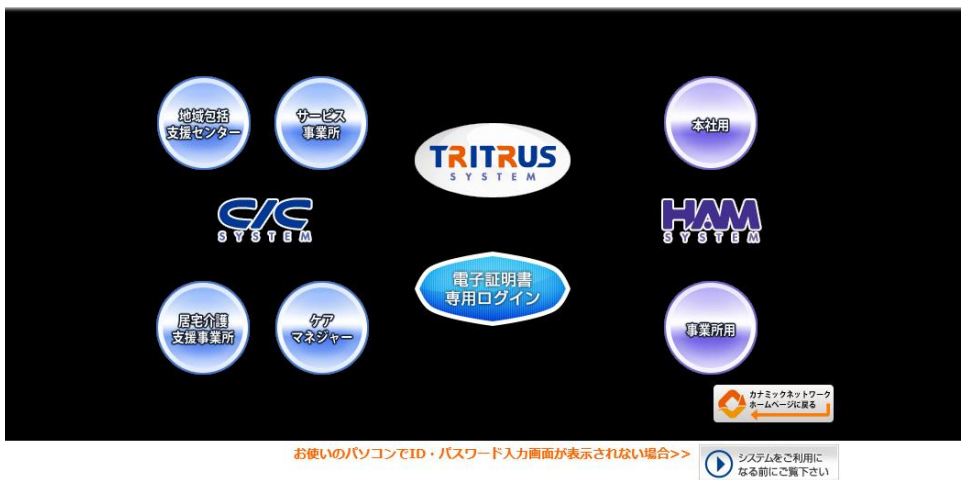 地域包括
支援センター
サービス
事業所
本社用
TRITRUS
SYSTEM
C/C
SYSTEM
HAM
SYSTEM
電子証明書
専用ログイン
居宅介護
支援事業所
ケア
マネジャー
事業所用
カナミックネットワーク
ホームページに戻る
お使いのパソコンでID・パスワード入力画面が表示されない場合>>
システムをご利用に
なる前にご覧下さい